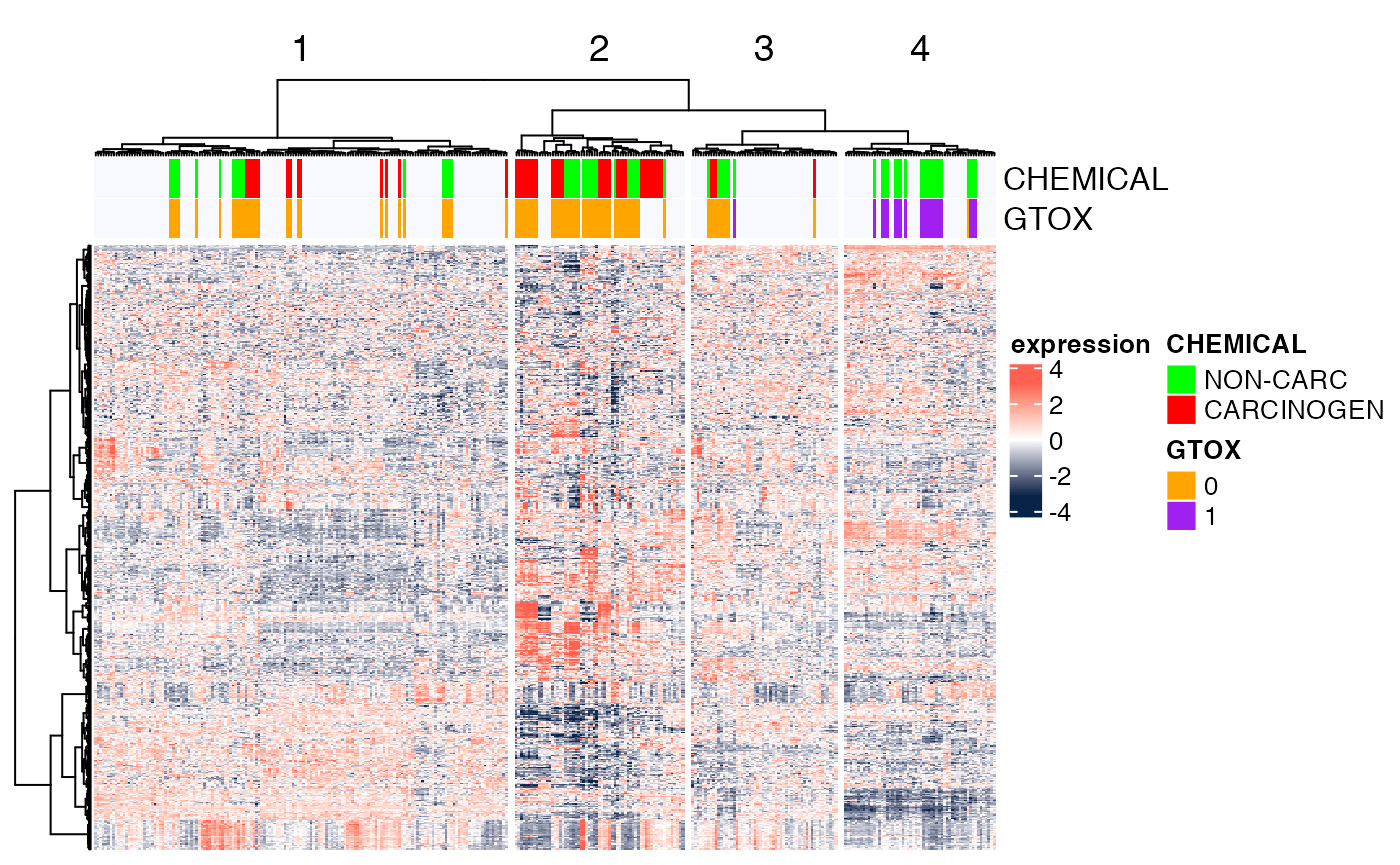 1 2 3 4
CHEMICAL
GTOX
expression
4
2
0
-2
-4
CHEMICAL
NON-CARC
CARCINOGEN
GTOX
0
1